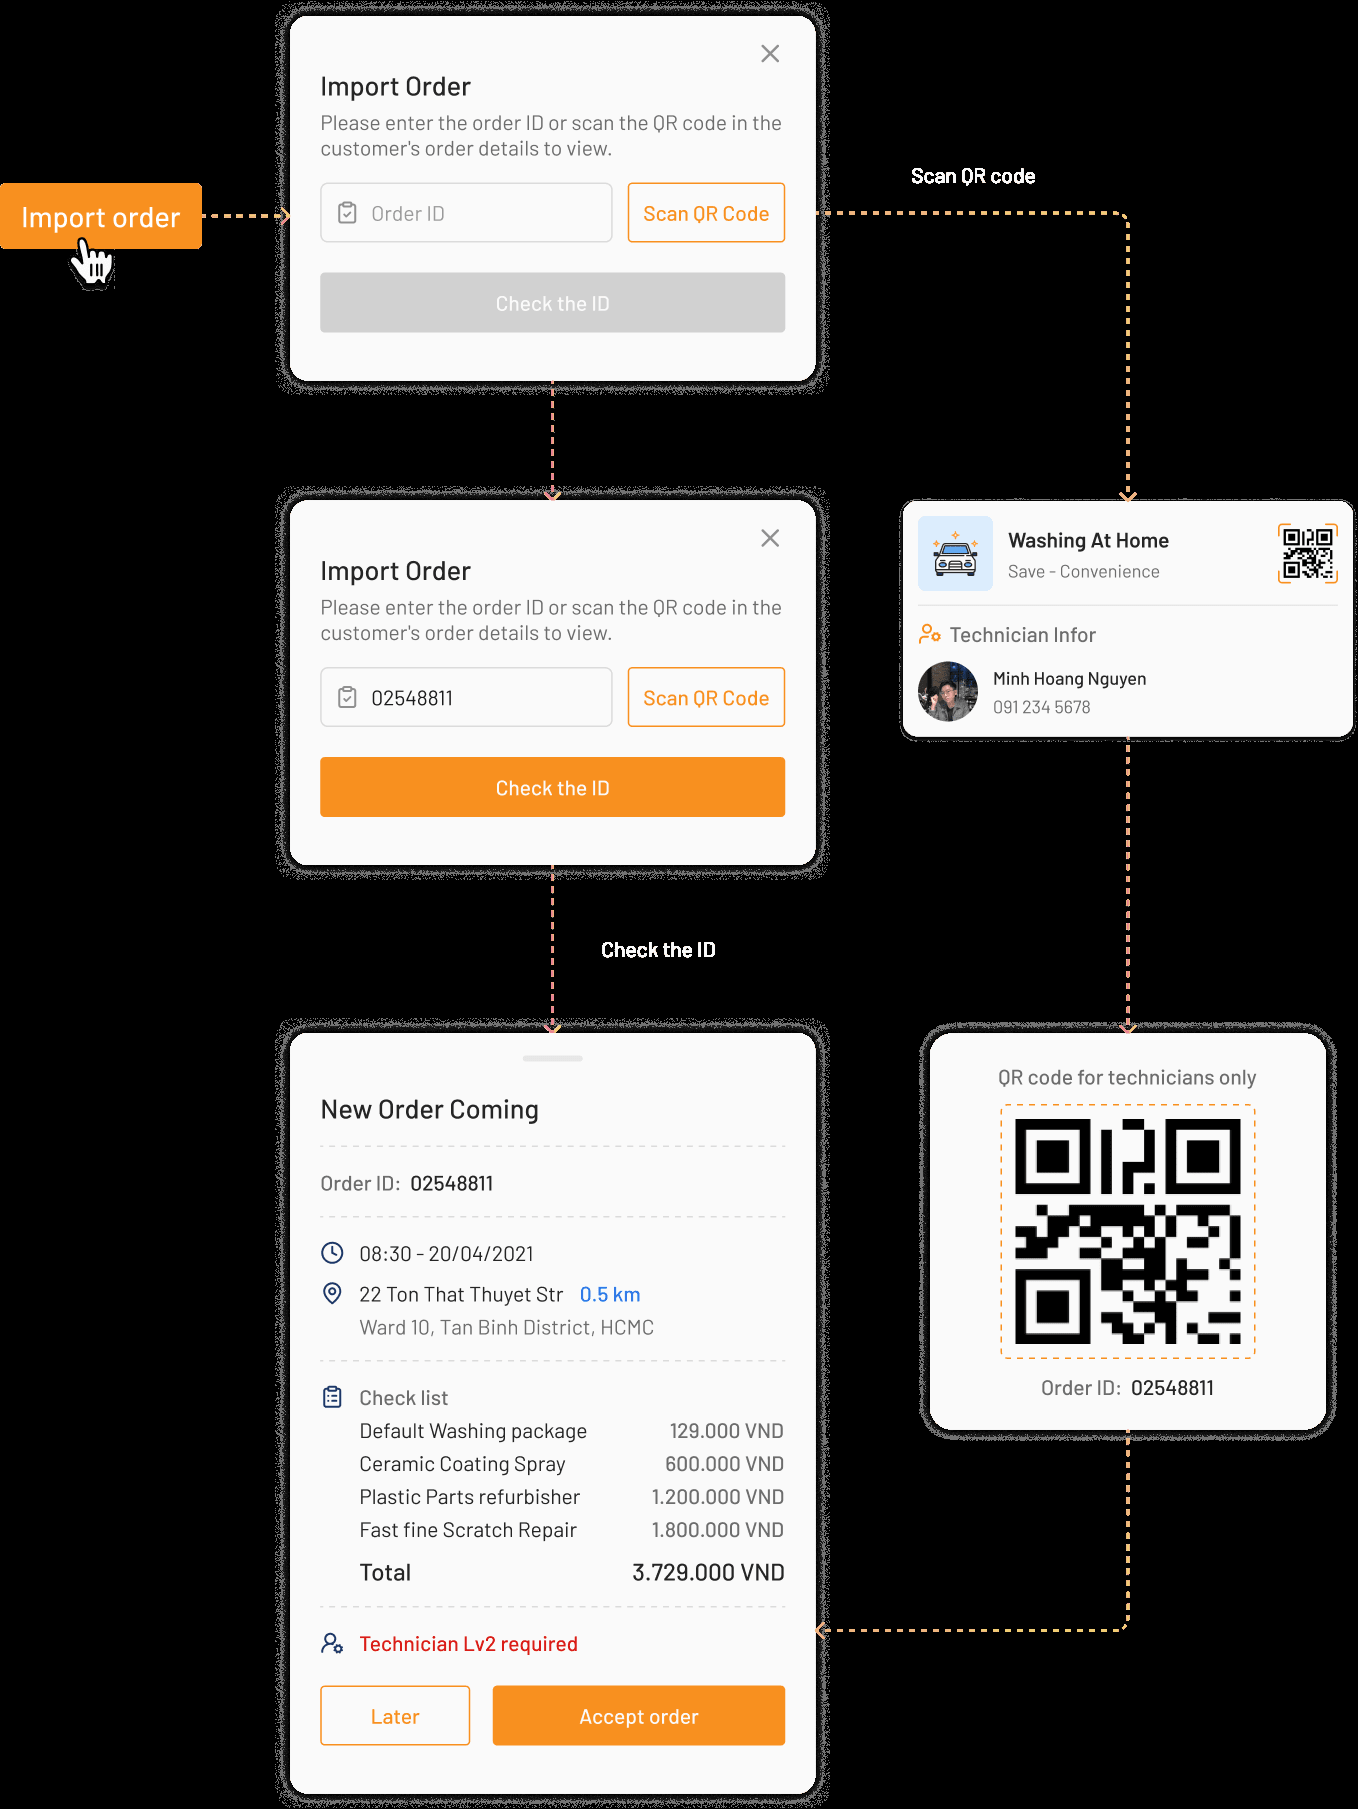 Import order
Import Order
Please enter the order ID or scan the QR code in the
customer's order details to view.
Order ID
Scan QR Code
Check the ID
Scan QR code
Import Order
Please enter the order ID or scan the QR code in the
customer's order details to view.
02548811
Scan QR Code
Check the ID
Washing At Home
Save - Convenience
Technician Infor
Minh Hoang Nguyen
091 234 5678
Check the ID
New Order Coming
Order ID: 02548811
08:30 - 20/04/2021
22 Ton That Thuyet Str 0.5 km
Ward 10, Tan Binh District, HCMC
Check list
Default Washing package 129.000 VND
Ceramic Coating Spray 600.000 VND
Plastic Parts refurbisher 1.200.000 VND
Fast fine Scratch Repair 1.800.000 VND
Total 3.729.000 VND
Technician Lv2 required
Later
Accept order
QR code for technicians only
Order ID: 02548811